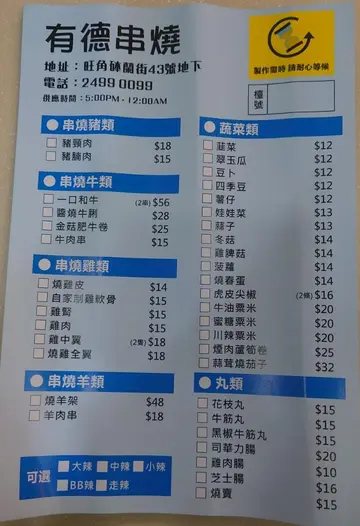 有德串燒
地址：旺角砵蘭街43號地下
電話：2499 0099
供應時間：5:00PM - 12:00AM
製作需時 請耐心等候
檯號
串燒豬類
豬頸肉 $18
豬腩肉 $15
串燒牛類
一口和牛 (2串) $56
醬燒牛脷 $28
金菇肥牛卷 $25
牛肉串 $15
串燒雞類
燒雞皮 $14
自家制雞軟骨 $15
雞腎 $15
雞肉 $15
雞中翼 (2隻) $18
燒雞全翼 $18
串燒羊類
燒羊架 $48
羊肉串 $18
可選
大辣 中辣 小辣
BB辣 走辣
蔬菜類
韮菜 $12
翠玉瓜 $12
豆卜 $12
四季豆 $12
薯仔 $12
娃娃菜 $13
蒜子 $13
冬菇 $14
雞脾菇 $14
菠蘿 $14
燒春蛋 $14
虎皮尖椒 (2條) $16
牛油粟米 $20
蜜糖粟米 $20
川辣粟米 $20
煙肉蘆筍卷 $25
蒜茸燒茄子 $32
丸類
花枝丸 $15
牛筋丸 $15
黑椒牛筋丸 $15
司華力腸 $20
雞肉腸 $10
芝士腸 $16
燒賣 $15